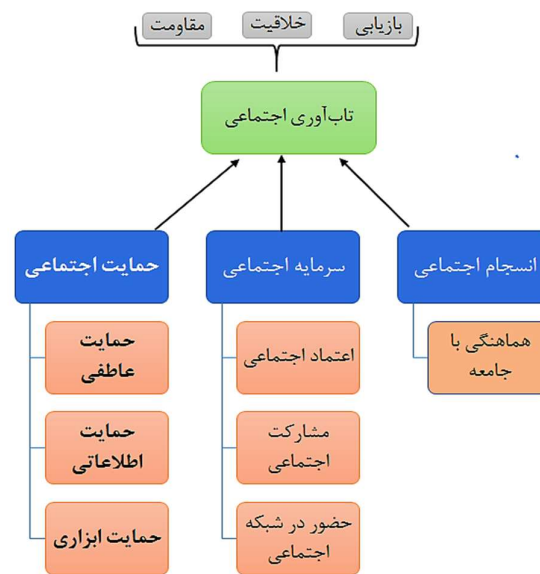 بازیابی
خلاقیت
مقاومت
تاب‌آوری اجتماعی
انسجام اجتماعی
سرمایه اجتماعی
حمایت اجتماعی
هماهنگی با
جامعه
اعتماد اجتماعی
مشارکت
اجتماعی
حضور در شبکه
اجتماعی
حمایت
عاطفی
حمایت
اطلاعاتی
حمایت ابزاری